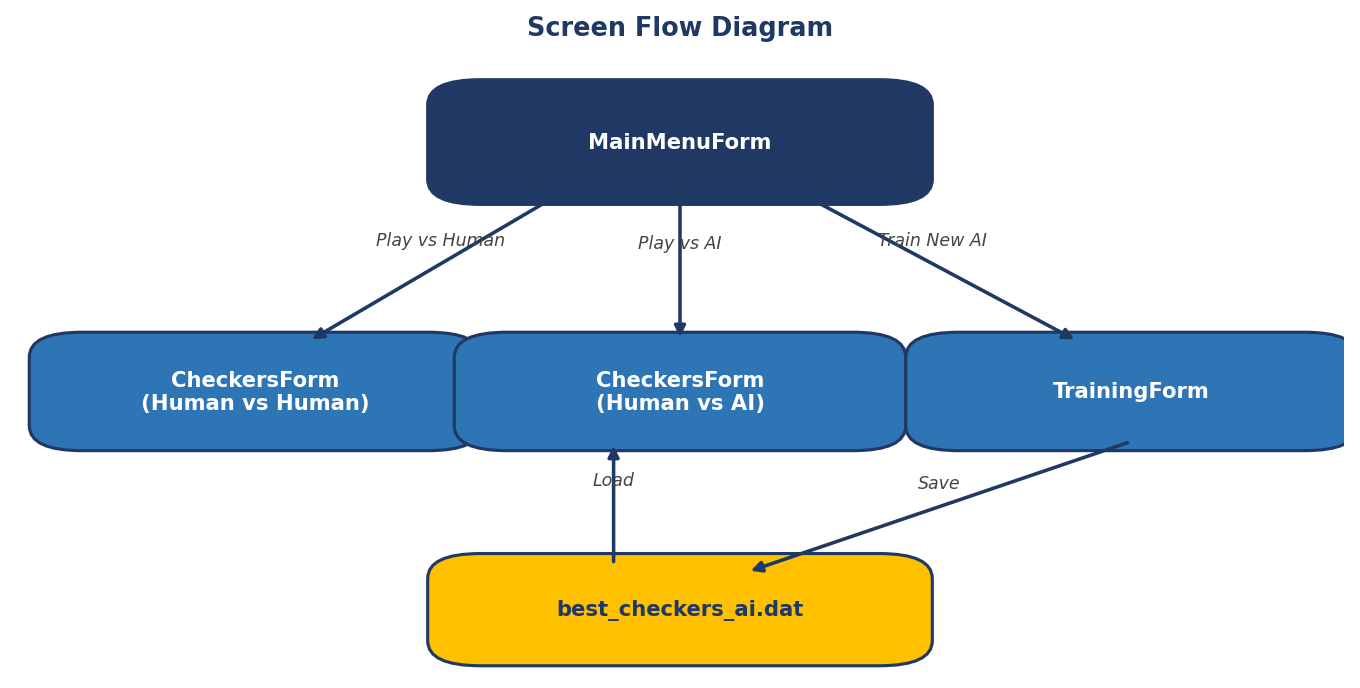 Screen Flow Diagram
MainMenuForm
Play vs Human
Play vs AI
Train New AI
CheckersForm
(Human vs Human)
CheckersForm
(Human vs AI)
TrainingForm
Load
Save
best_checkers_ai.dat